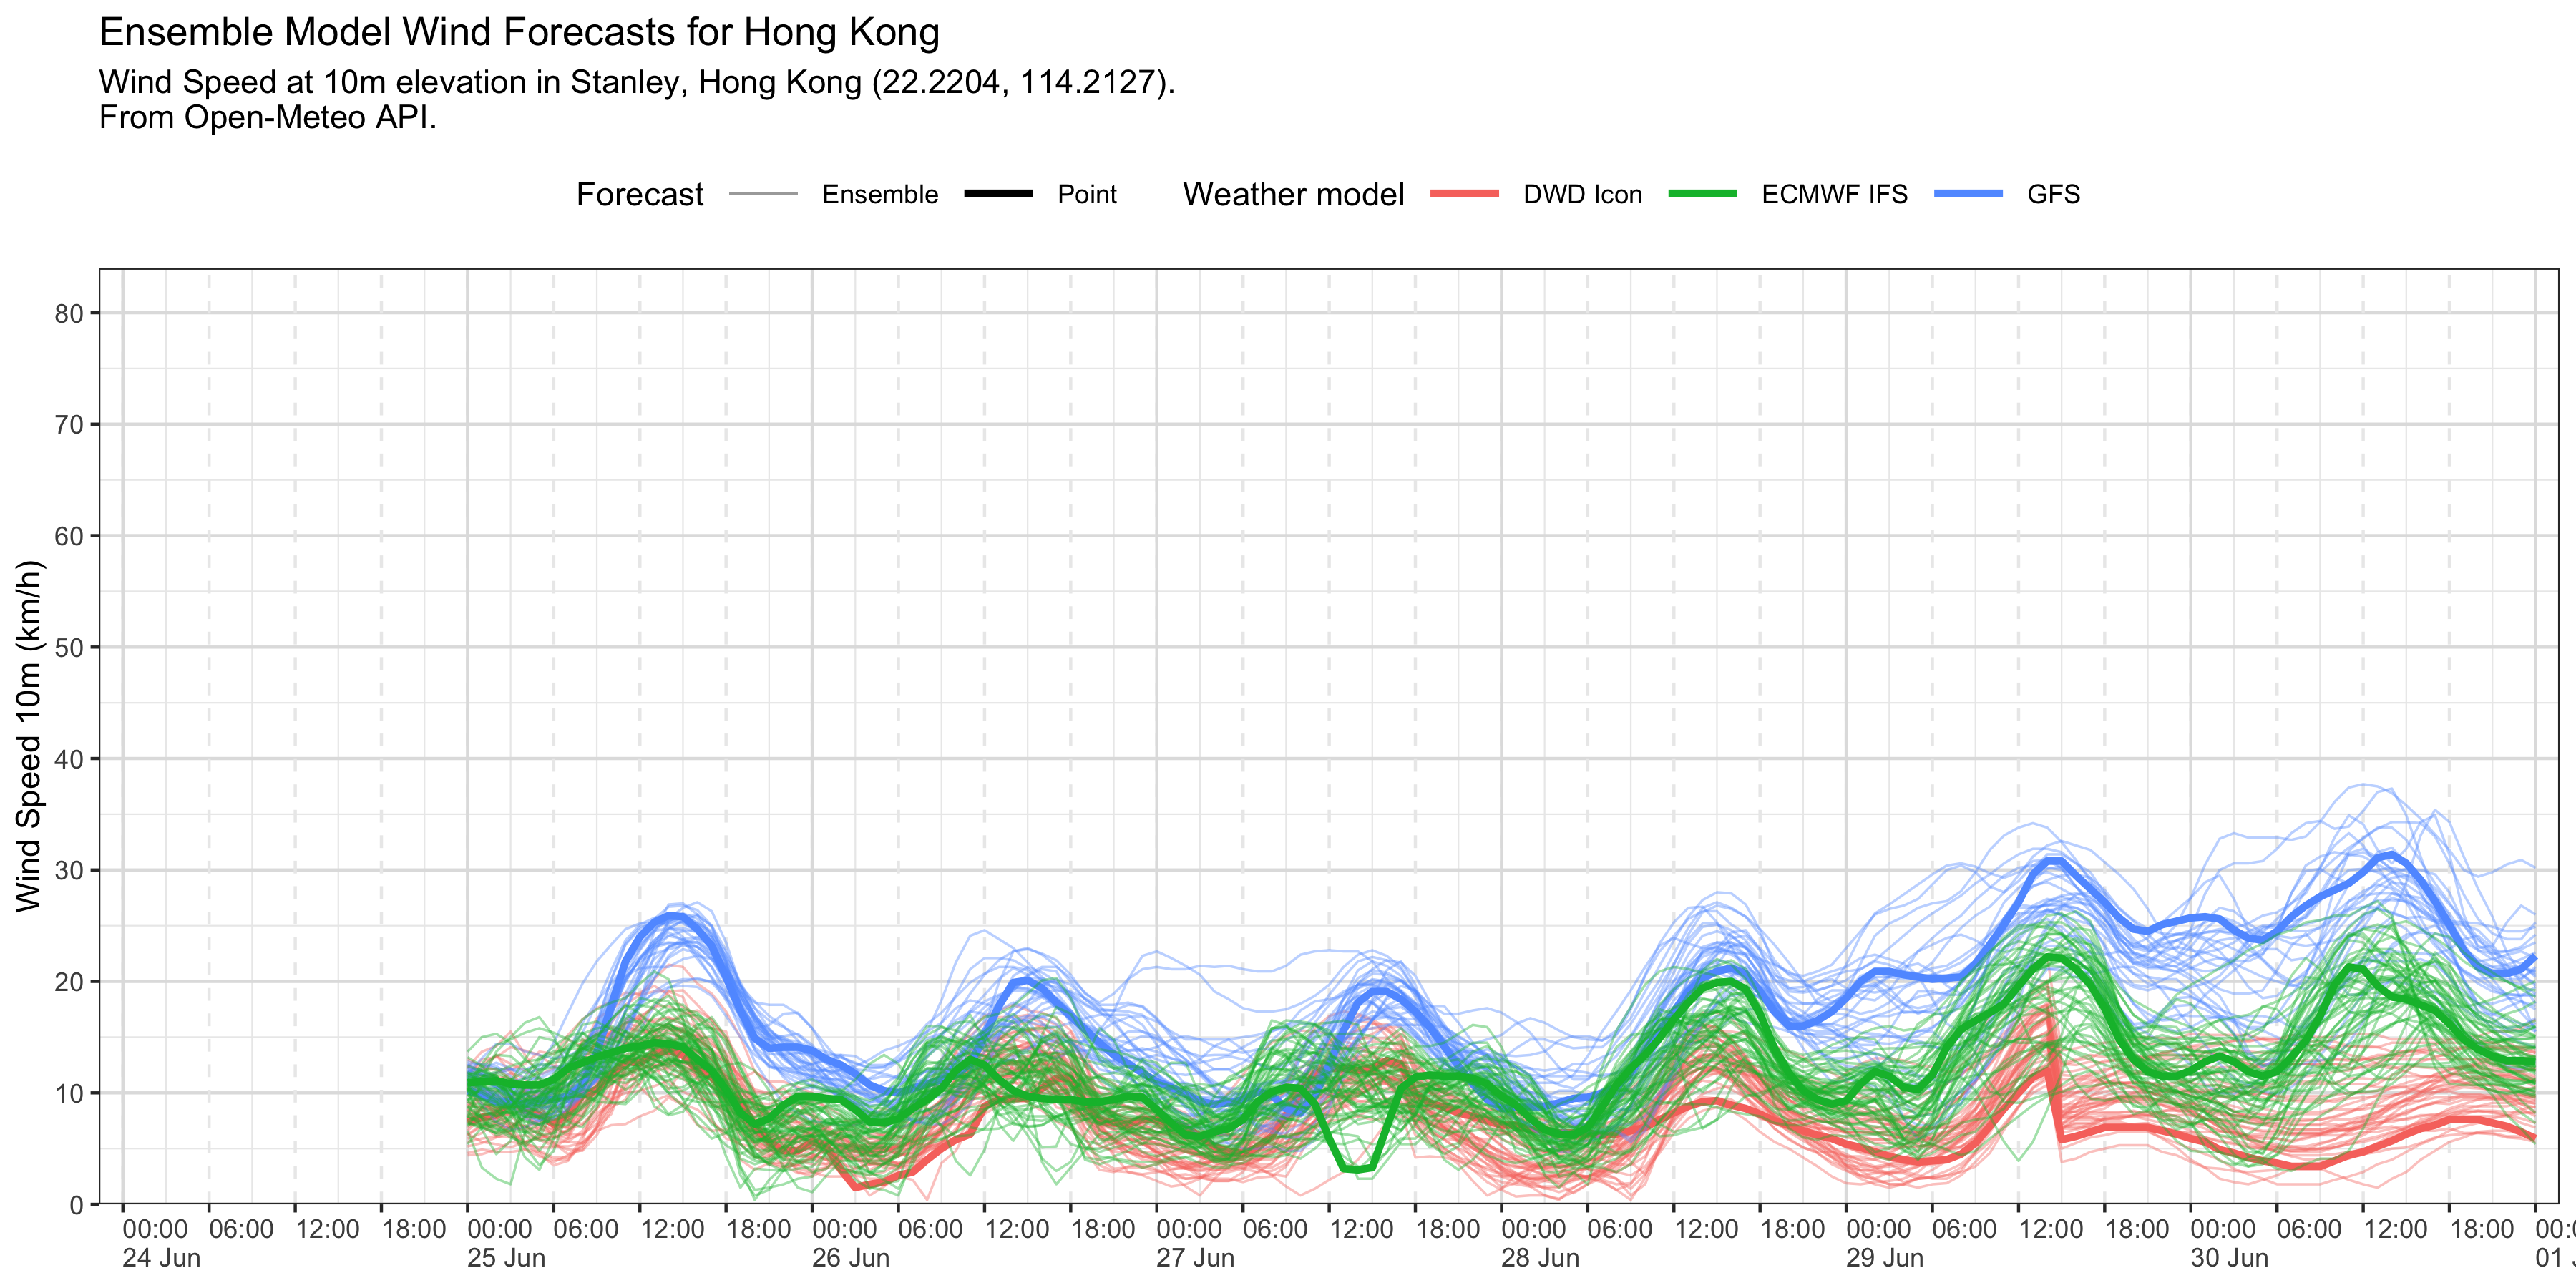 Ensemble Model Wind Forecasts for Hong Kong
Wind Speed at 10m elevation in Stanley, Hong Kong (22.2204, 114.2127).
From Open-Meteo API.
Forecast Ensemble Point Weather model DWD Icon ECMWF IFS GFS
Wind Speed 10m (km/h)
80
70
60
50
40
30
20
10
0
00:00 06:00 12:00 18:00 00:00 06:00 12:00 18:00 00:00 06:00 12:00 18:00 00:00 06:00 12:00 18:00 00:00 06:00 12:00 18:00 00:00 06:00 12:00 18:00 00:00 06:00 12:00 18:00
24 Jun 25 Jun 26 Jun 27 Jun 28 Jun 29 Jun 30 Jun 01